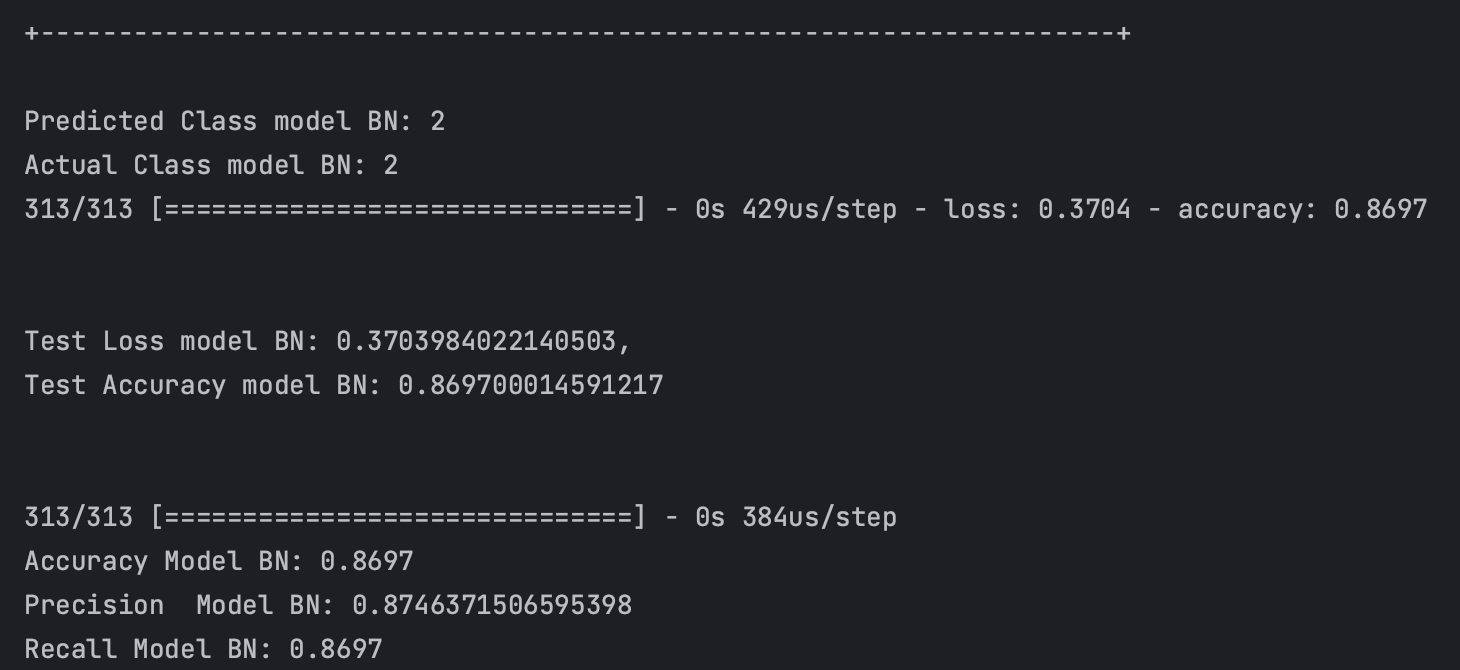 +---------------------------------------------------------------------+
Predicted Class model BN: 2
Actual Class model BN: 2
313/313 [==============================] - 0s 429us/step - loss: 0.3704 - accuracy: 0.8697
Test Loss model BN: 0.3703984022140503,
Test Accuracy model BN: 0.869700014591217
313/313 [==============================] - 0s 384us/step
Accuracy Model BN: 0.8697
Precision  Model BN: 0.8746371506595398
Recall Model BN: 0.8697